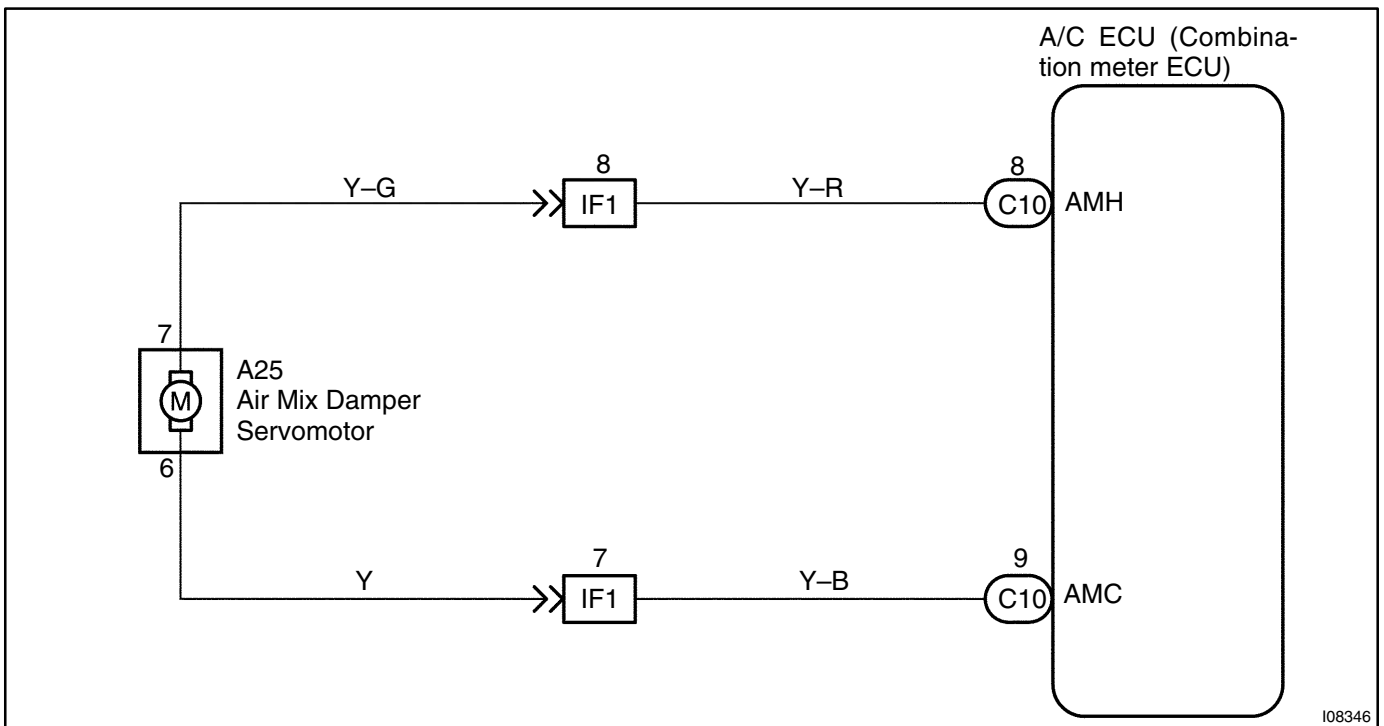 A/C ECU (Combina-
tion meter ECU)
8
8
Y–G
IF1
Y–R
C10
AMH
7
M
A25
Air Mix Damper
Servomotor
6
7
9
Y
IF1
Y–B
C10
AMC
I08346